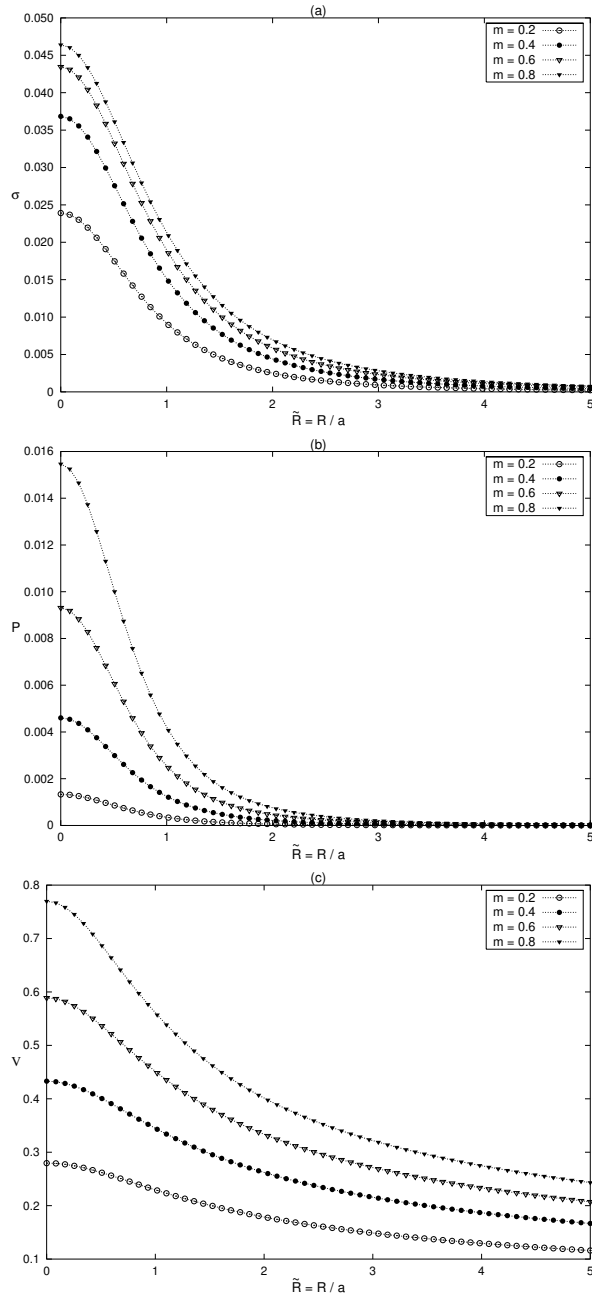 (a)
0.050
0.045
0.040
0.035
0.030
0.025
0.020
0.015
0.010
0.005
0
σ
m = 0.2
m = 0.4
m = 0.6
m = 0.8
0 1 2 3 4 5
R̃ = R / a
(b)
0.016
0.014
0.012
0.010
0.008
0.006
0.004
0.002
0
P
m = 0.2
m = 0.4
m = 0.6
m = 0.8
0 1 2 3 4 5
R̃ = R / a
(c)
0.8
0.7
0.6
0.5
0.4
0.3
0.2
0.1
V
m = 0.2
m = 0.4
m = 0.6
m = 0.8
0 1 2 3 4 5
R̃ = R / a